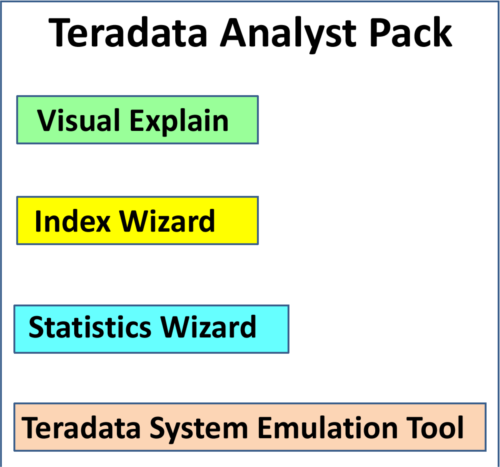 Teradata Analyst Pack
Visual Explain
Index Wizard
Statistics Wizard
Teradata System Emulation Tool